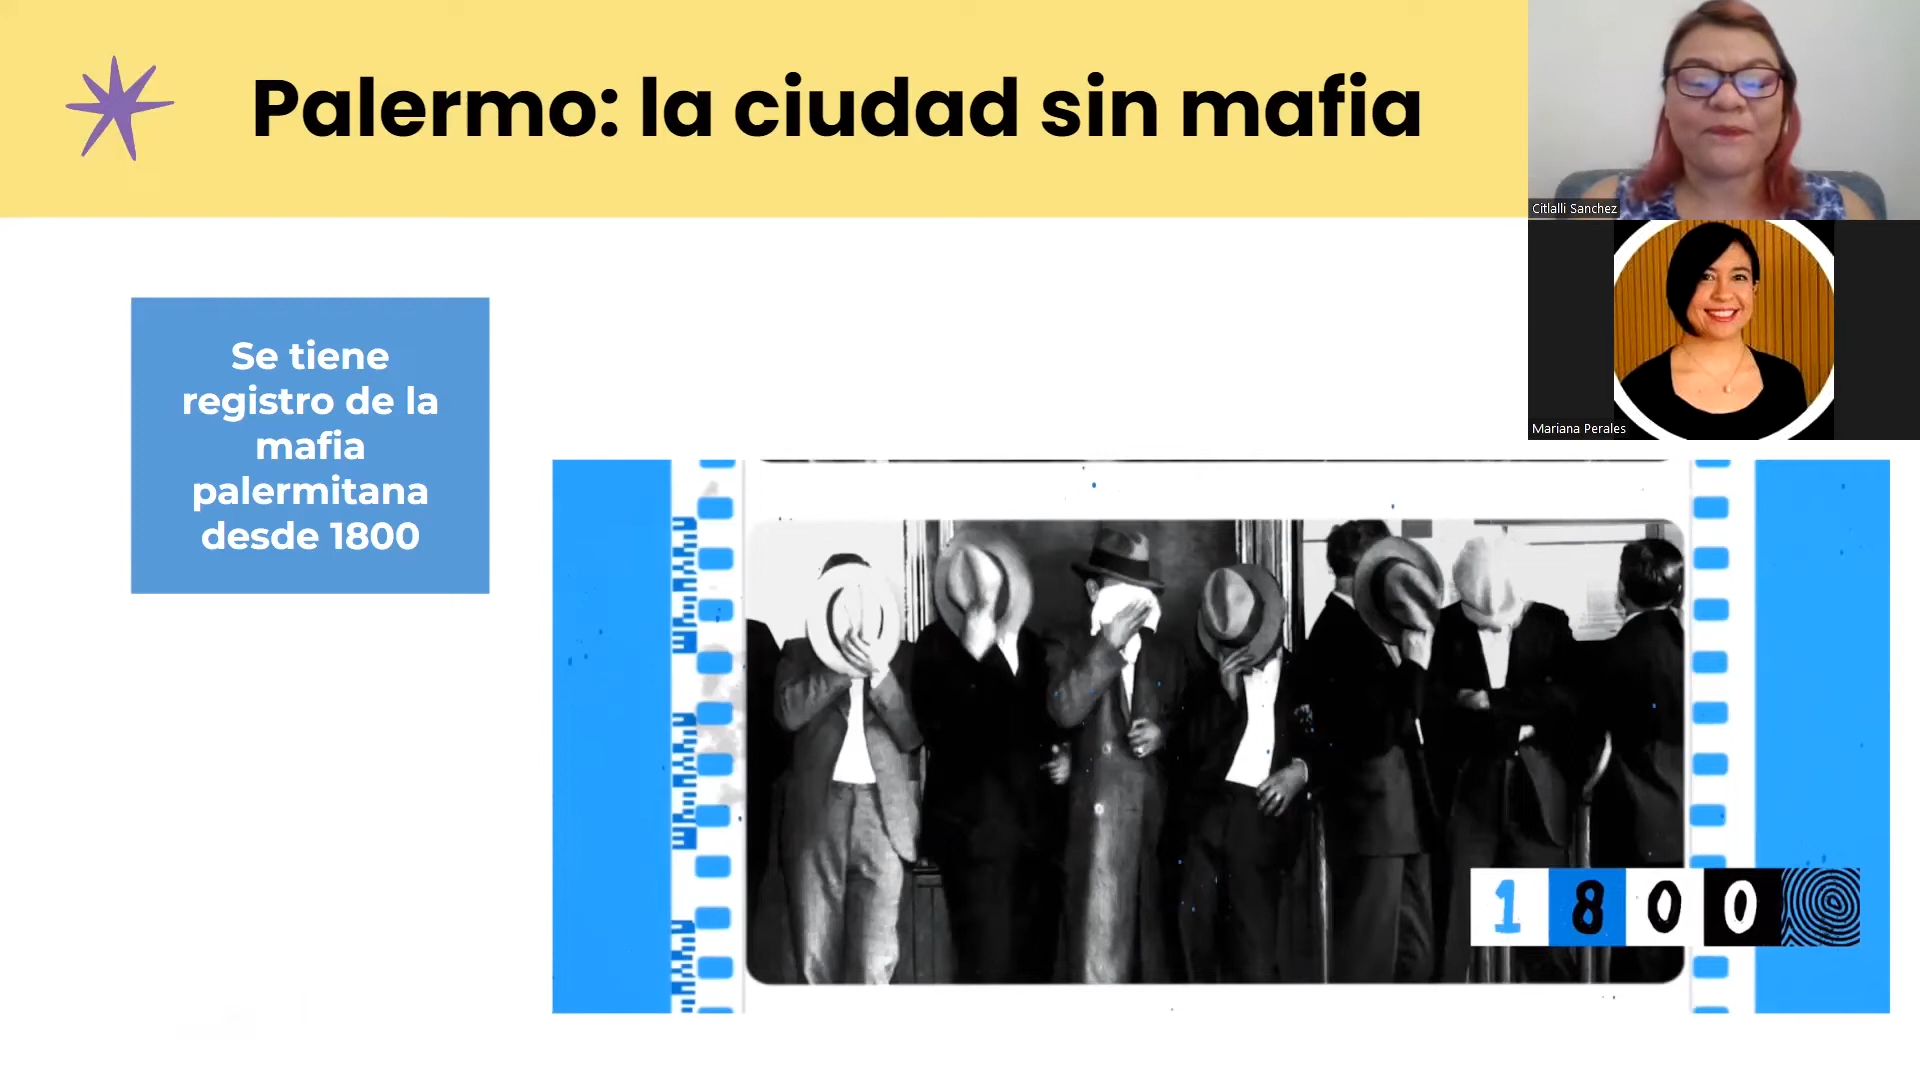 Palermo: la ciudad sin mafia
Citlalli Sanchez
Mariana Perales
Se tiene
registro de la
mafia
palermitana
desde 1800
1800